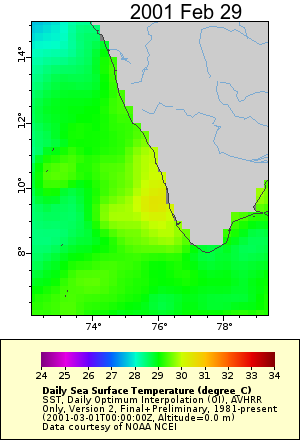 2001 Feb 29
14°
12°
10°
8°
74°
76°
78°
24 25 26 27 28 29 30 31 32 33 34
Daily Sea Surface Temperature (degree_C)
SST, Daily Optimum Interpolation (OI), AVHRR
Only, Version 2, Final+Preliminary, 1981-present
(2001-03-01T00:00:00Z, Altitude=0.0 m)
Data courtesy of NOAA NCEI